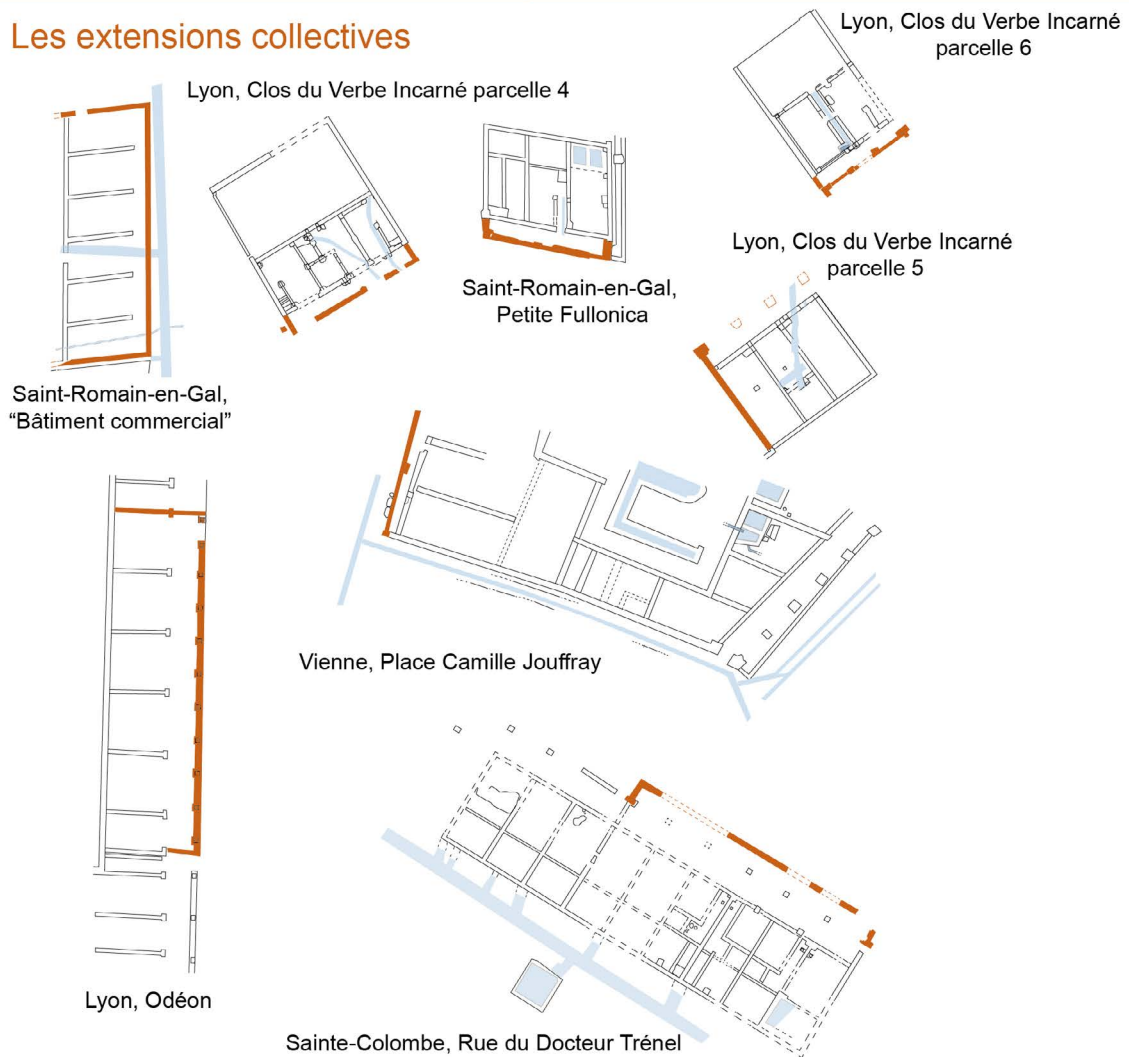 Les extensions collectives
Lyon, Clos du Verbe Incarné
parcelle 6
Lyon, Clos du Verbe Incarné parcelle 4
Lyon, Clos du Verbe Incarné
parcelle 5
Saint-Romain-en-Gal,
Petite Fullonica
Saint-Romain-en-Gal,
“Bâtiment commercial”
Vienne, Place Camille Jouffray
Lyon, Odéon
Sainte-Colombe, Rue du Docteur Trénel